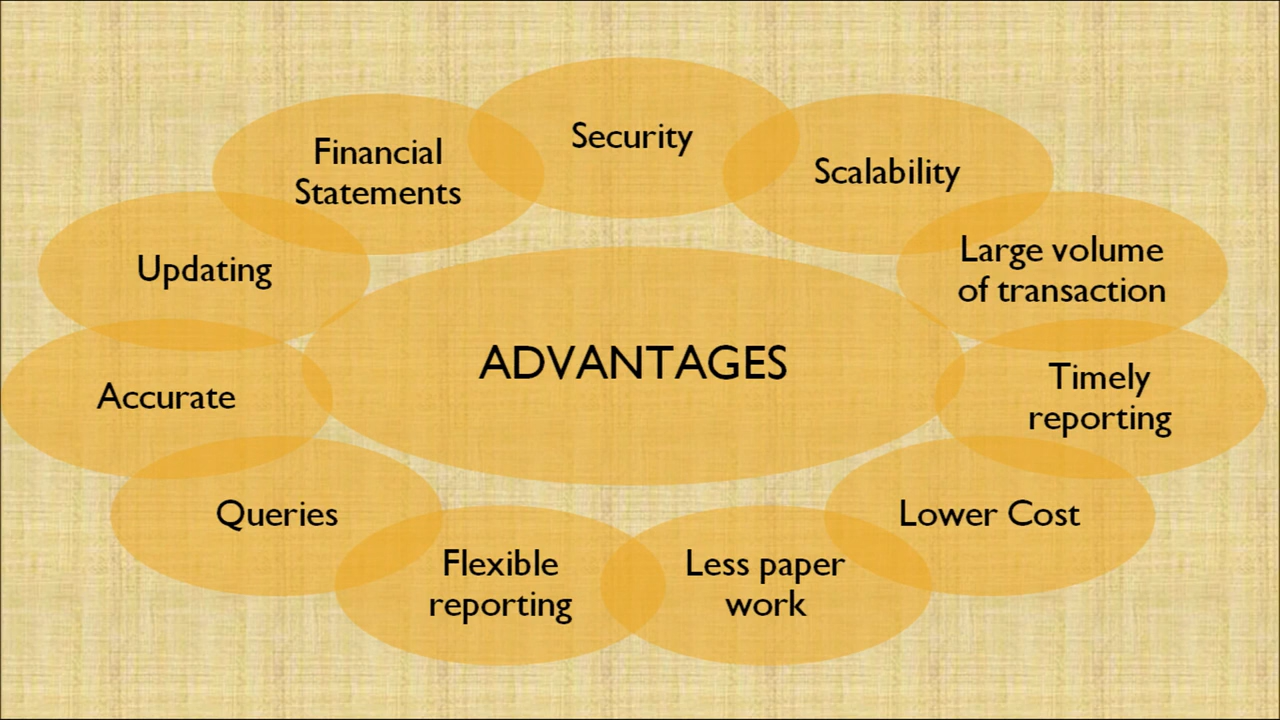 Security
Financial
Statements
Scalability
Updating
Large volume
of transaction
ADVANTAGES
Accurate
Timely
reporting
Queries
Lower Cost
Flexible
reporting
Less paper
work